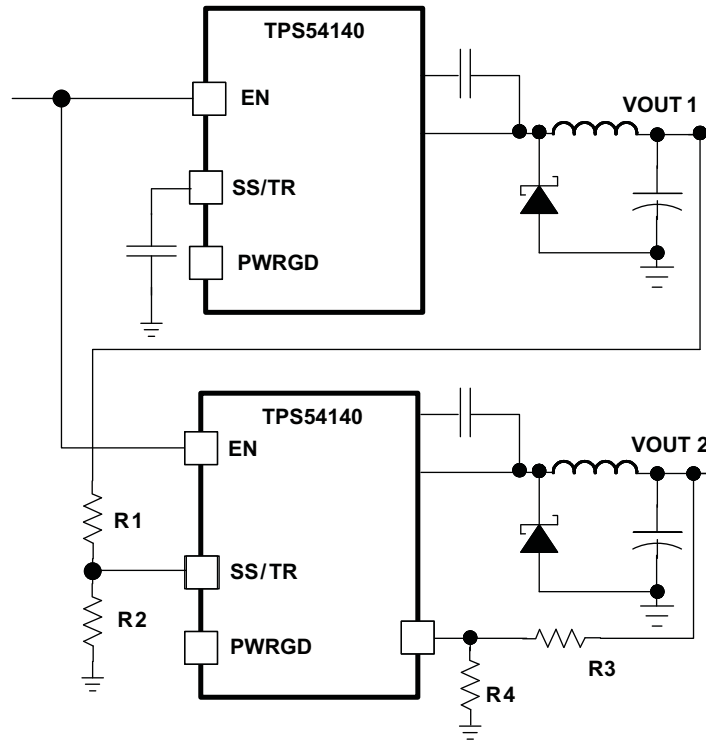 TPS54140
EN
VOUT 1
SS/TR
PWRGD
TPS54140
EN
VOUT 2
R1
SS/TR
R2
PWRGD
R3
R4